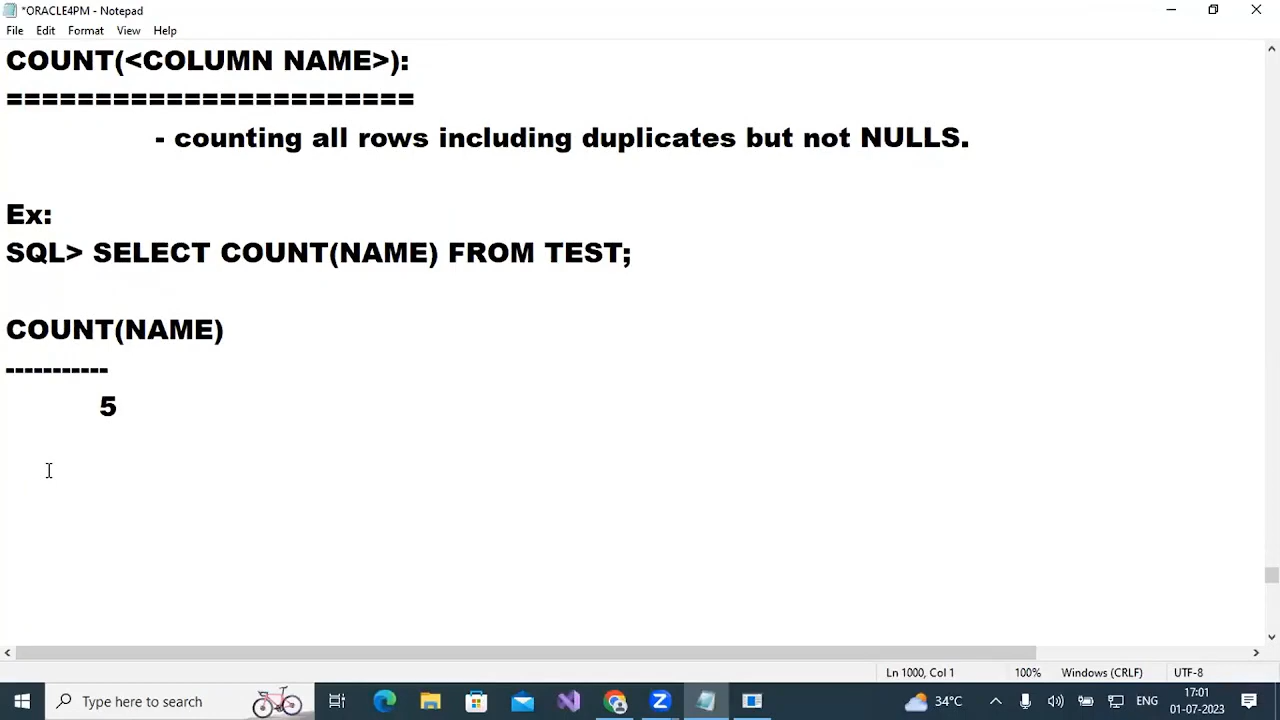 *ORACLE4PM - Notepad
File Edit Format View Help
COUNT(<COLUMN NAME>):
=======================
- counting all rows including duplicates but not NULLS.
Ex:
SQL> SELECT COUNT(NAME) FROM TEST;
COUNT(NAME)
-----------
5
Ln 1000, Col 1 100% Windows (CRLF) UTF-8
Type here to search 34°C ENG 17:01
01-07-2023